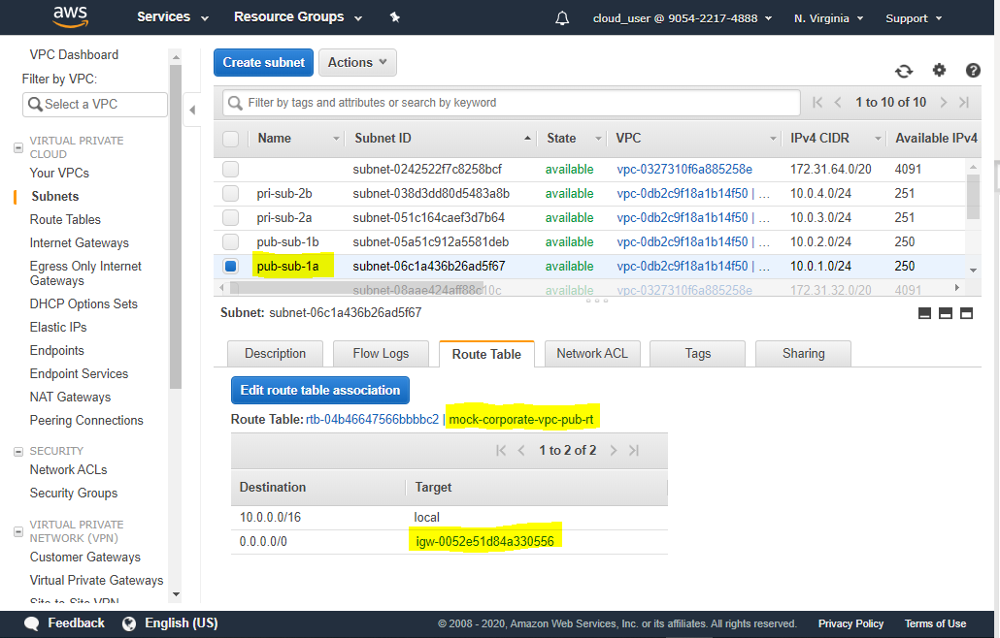 aws Services Resource Groups cloud_user @ 9054-2217-4888 N. Virginia Support
VPC Dashboard
Filter by VPC:
Select a VPC
VIRTUAL PRIVATE
CLOUD
Your VPCs
Subnets
Route Tables
Internet Gateways
Egress Only Internet
Gateways
DHCP Options Sets
Elastic IPs
Endpoints
Endpoint Services
NAT Gateways
Peering Connections
SECURITY
Network ACLs
Security Groups
VIRTUAL PRIVATE
NETWORK (VPN)
Customer Gateways
Virtual Private Gateways
Site-to-Site VPN
Create subnet Actions
Filter by tags and attributes or search by keyword 1 to 10 of 10
Name Subnet ID State VPC IPv4 CIDR Available IPv4
subnet-0242522f7c8258bcf available vpc-0327310f6a885258e 172.31.64.0/20 4091
pri-sub-2b subnet-038d3dd80d5483a8b available vpc-0db2c9f18a1b14f50 | ... 10.0.4.0/24 251
pri-sub-2a subnet-051c164caef3d7b64 available vpc-0db2c9f18a1b14f50 | ... 10.0.3.0/24 251
pub-sub-1b subnet-05a51c912a5581deb available vpc-0db2c9f18a1b14f50 | ... 10.0.2.0/24 250
pub-sub-1a subnet-06c1a436b26ad5f67 available vpc-0db2c9f18a1b14f50 | ... 10.0.1.0/24 250
subnet-08aae424aff88c10c available vpc-0327310f6a885258e 172.31.32.0/20 4091
Subnet: subnet-06c1a436b26ad5f67
Description Flow Logs Route Table Network ACL Tags Sharing
Edit route table association
Route Table: rtb-04b46647566bbbbc2 | mock-corporate-vpc-pub-rt
1 to 2 of 2
Destination Target
10.0.0.0/16 local
0.0.0.0/0 igw-0052e51d84a330556
Feedback English (US) © 2008 - 2020, Amazon Web Services, Inc. or its affiliates. All rights reserved. Privacy Policy Terms of Use